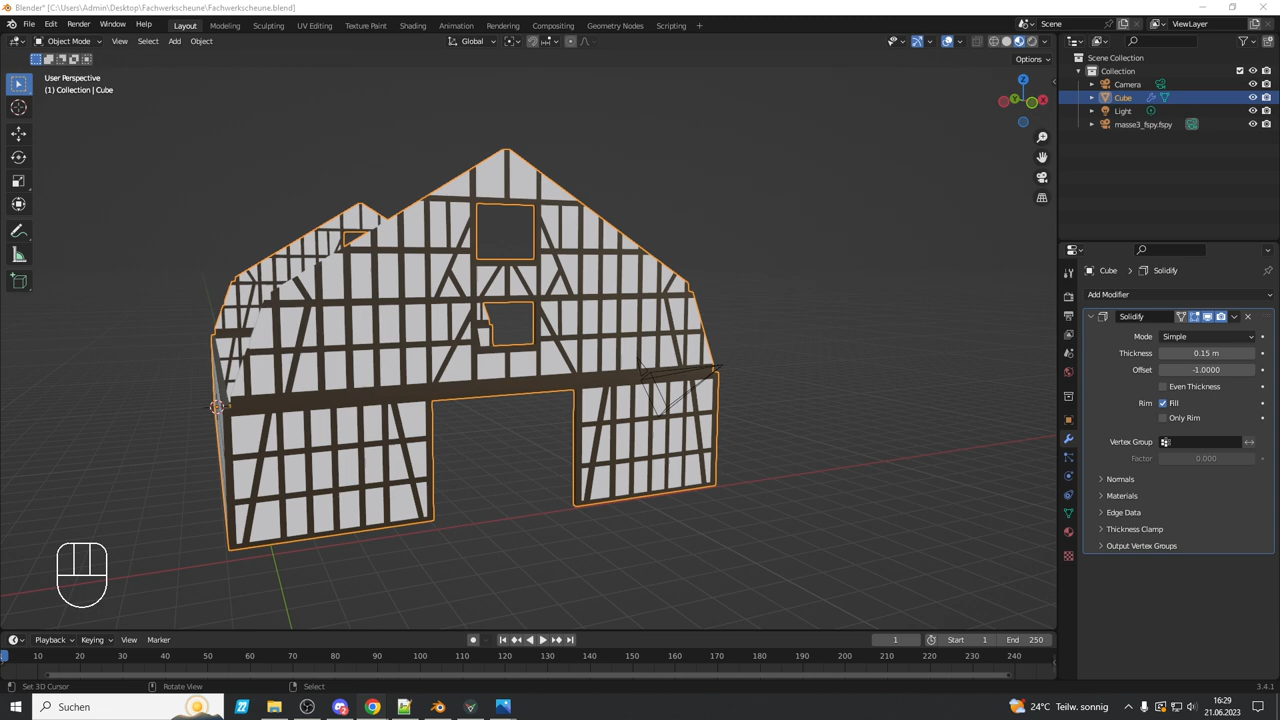 Blender* [C:\Users\Admin\Desktop\Fachwerkscheune\Fachwerkscheune.blend]
File Edit Render Window Help Layout Modeling Sculpting UV Editing Texture Paint Shading Animation Rendering Compositing Geometry Nodes Scripting Scene ViewLayer
Object Mode View Select Add Object Global
Options
User Perspective
(1) Collection | Cube
Z
Y
X
Scene Collection
Collection
Camera
Cube
Light
masse3_fspy.fspy
Cube Solidify
Add Modifier
Solidify
Mode Simple
Thickness 0.15 m
Offset -1.0000
Even Thickness
Rim Fill
Only Rim
Vertex Group
Factor 0.000
Normals
Materials
Edge Data
Thickness Clamp
Output Vertex Groups
Playback Keying View Marker 1 Start 1 End 250
10 20 30 40 50 60 70 80 90 100 110 120 130 140 150 160 170 180 190 200 210 220 230 240
Set 3D Cursor Rotate View Select 3.4.1
Suchen 24°C Teilw. sonnig 16:29
21.06.2023